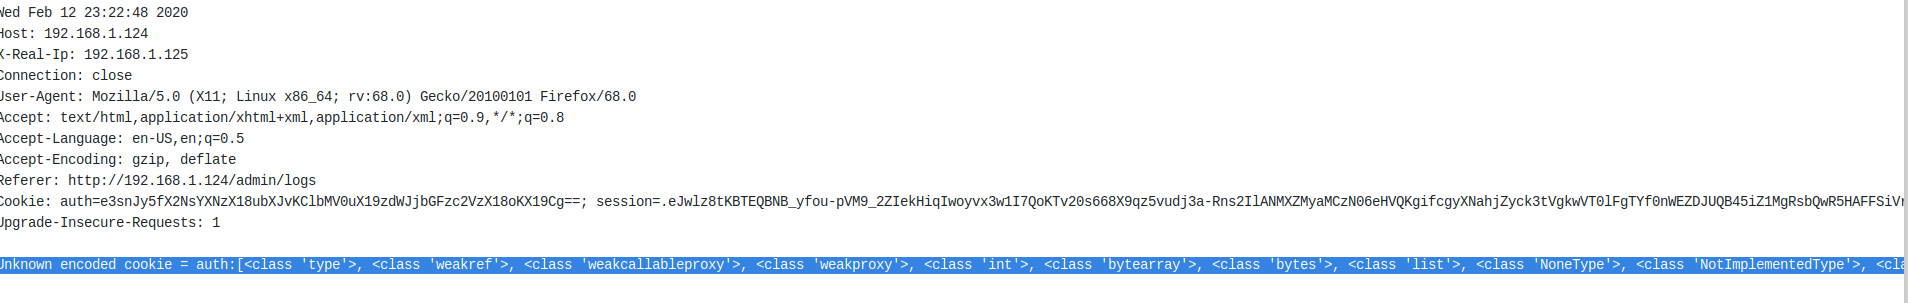 Wed Feb 12 23:22:48 2020
Host: 192.168.1.124
X-Real-Ip: 192.168.1.125
Connection: close
User-Agent: Mozilla/5.0 (X11; Linux x86_64; rv:68.0) Gecko/20100101 Firefox/68.0
Accept: text/html,application/xhtml+xml,application/xml;q=0.9,*/*;q=0.8
Accept-Language: en-US,en;q=0.5
Accept-Encoding: gzip, deflate
Referer: http://192.168.1.124/admin/logs
Cookie: auth=e3snJy5fX2NsYXNzX18ubXJvKClbMV0uX19zdWJjbGFzc2VzX18oKX19Cg==; session=.eJwlz8tKBTEQBNB_yfou-pVM9_2ZIekHiqIwoyvx3w1I7QoKTv20s668X9qz5vudj3a-Rns2IlANMXZMyaMCzN06eHVQKgifcgyXNahjZyck3tVgkwVT0lFgTYf0nWEZDJUQB45iZ1MgRsbQwR5HAFFSiV
Upgrade-Insecure-Requests: 1
Unknown encoded cookie = auth:[<class 'type'>, <class 'weakref'>, <class 'weakcallableproxy'>, <class 'weakproxy'>, <class 'int'>, <class 'bytearray'>, <class 'bytes'>, <class 'list'>, <class 'NoneType'>, <class 'NotImplementedType'>, <cla